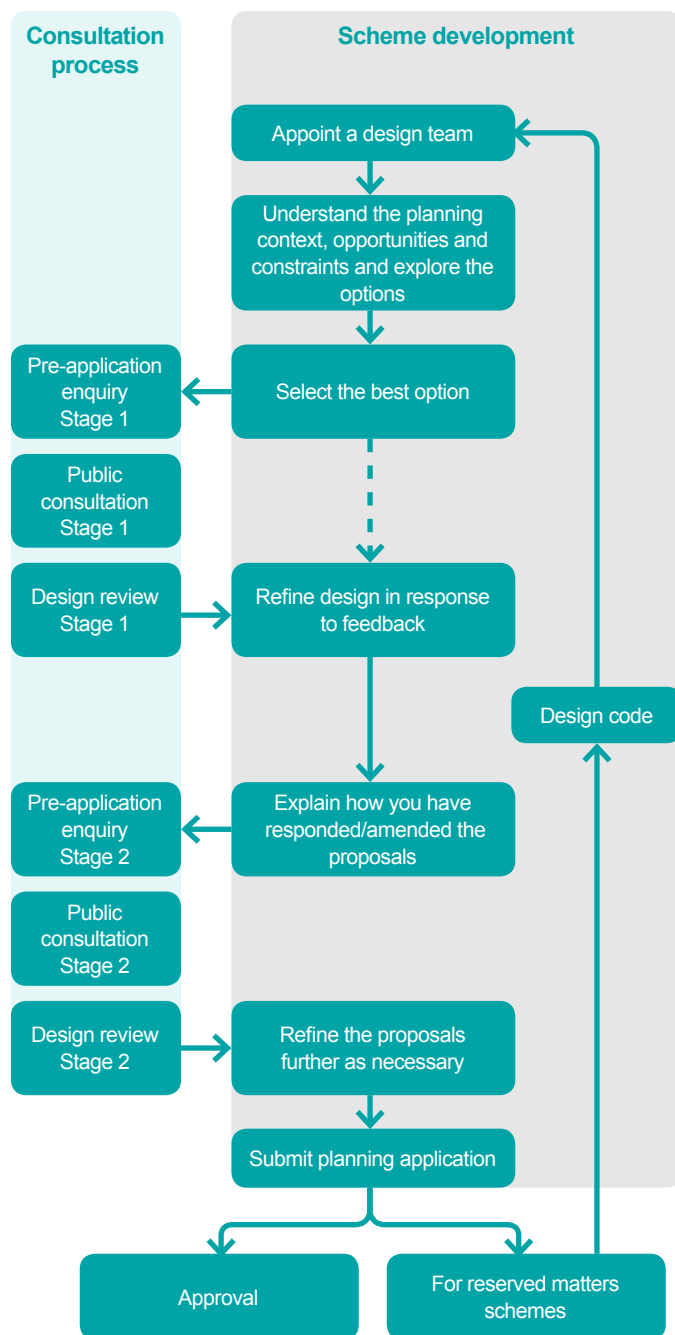 Consultation
process
Scheme development
Appoint a design team
Understand the planning
context, opportunities and
constraints and explore the
options
Pre-application
enquiry
Stage 1
Select the best option
Public
consultation
Stage 1
Design review
Stage 1
Refine design in response
to feedback
Design code
Pre-application
enquiry
Stage 2
Explain how you have
responded/amended the
proposals
Public
consultation
Stage 2
Design review
Stage 2
Refine the proposals
further as necessary
Submit planning application
Approval
For reserved matters
schemes